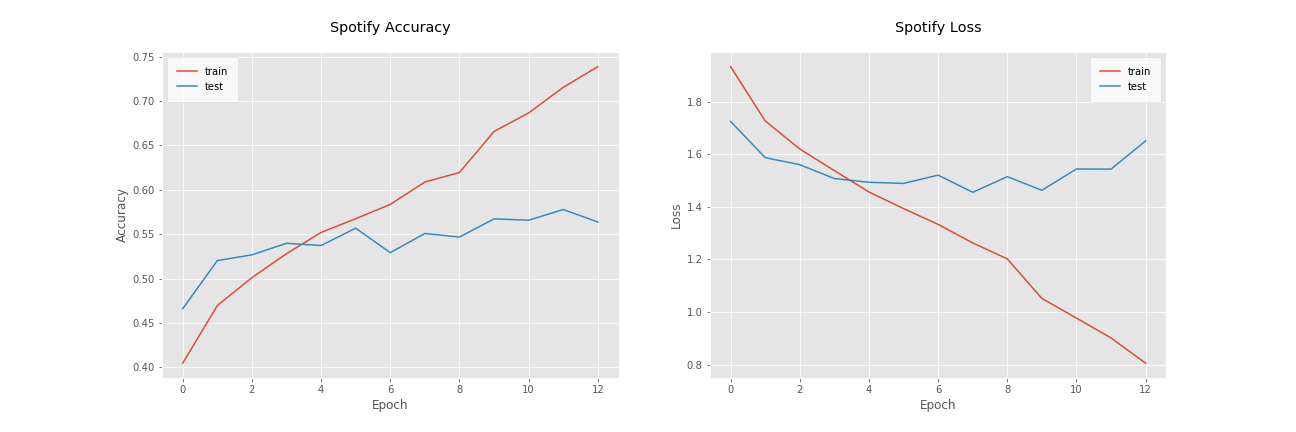 Spotify Accuracy
0.75
0.70
0.65
0.60
0.55
0.50
0.45
0.40
Accuracy
train
test
0 2 4 6 8 10 12
Epoch
Spotify Loss
1.8
1.6
1.4
1.2
1.0
0.8
Loss
train
test
0 2 4 6 8 10 12
Epoch